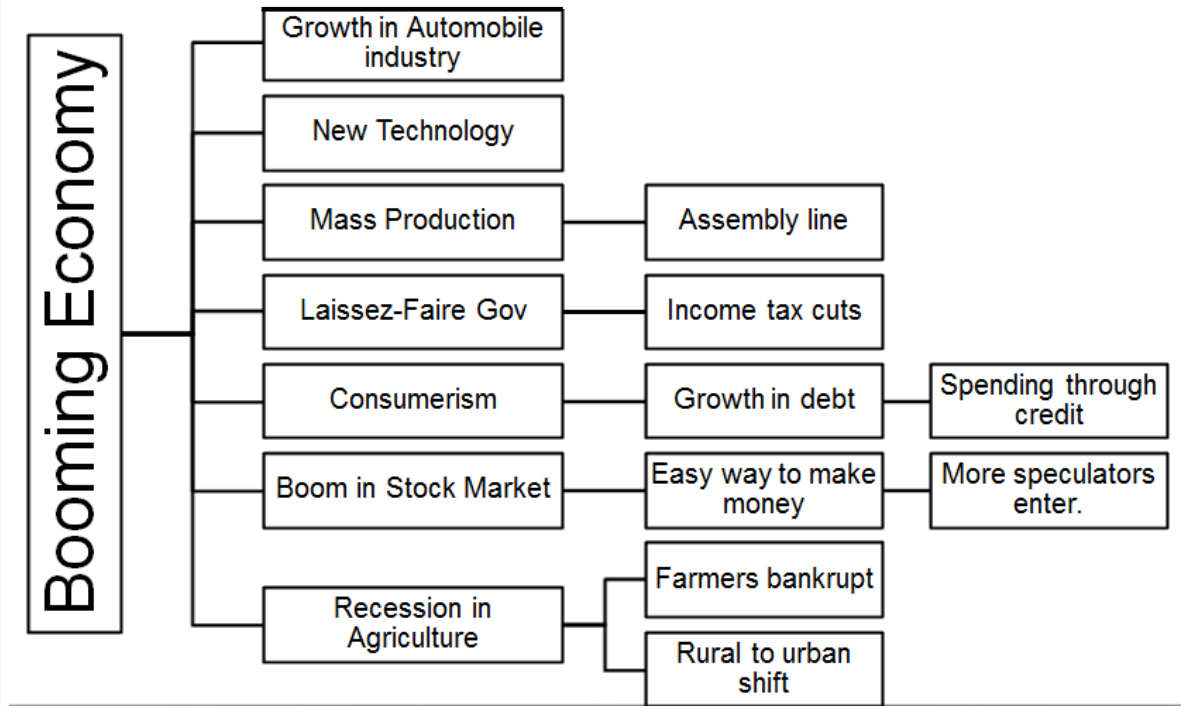 Booming Economy
Growth in Automobile
industry
New Technology
Mass Production
Assembly line
Laissez-Faire Gov
Income tax cuts
Consumerism
Growth in debt
Spending through
credit
Boom in Stock Market
Easy way to make
money
More speculators
enter.
Recession in
Agriculture
Farmers bankrupt
Rural to urban
shift